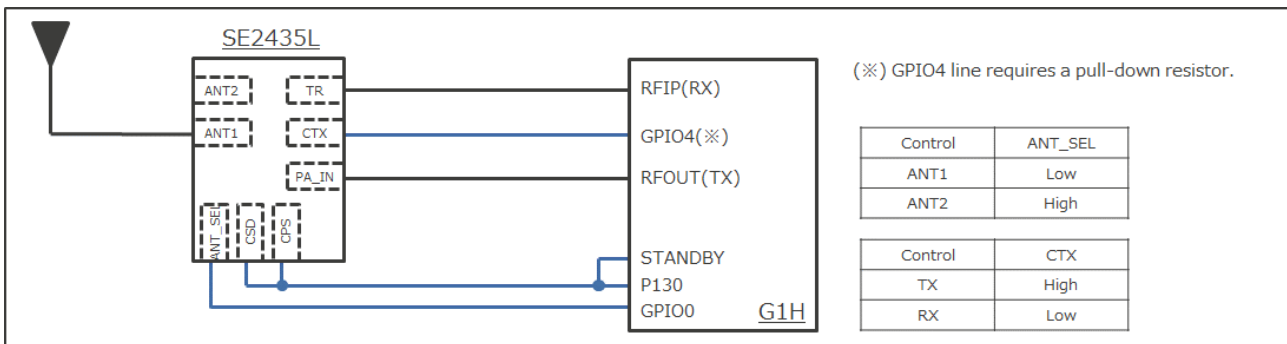 SE2435L
ANT2
TR
ANT1
CTX
PA_IN
ANT_SEL
CSD
CPS
RFIP(RX)
GPIO4(※)
RFOUT(TX)
STANDBY
P130
GPIO0
G1H
(※) GPIO4 line requires a pull-down resistor.
Control ANT_SEL
ANT1 Low
ANT2 High
Control CTX
TX High
RX Low